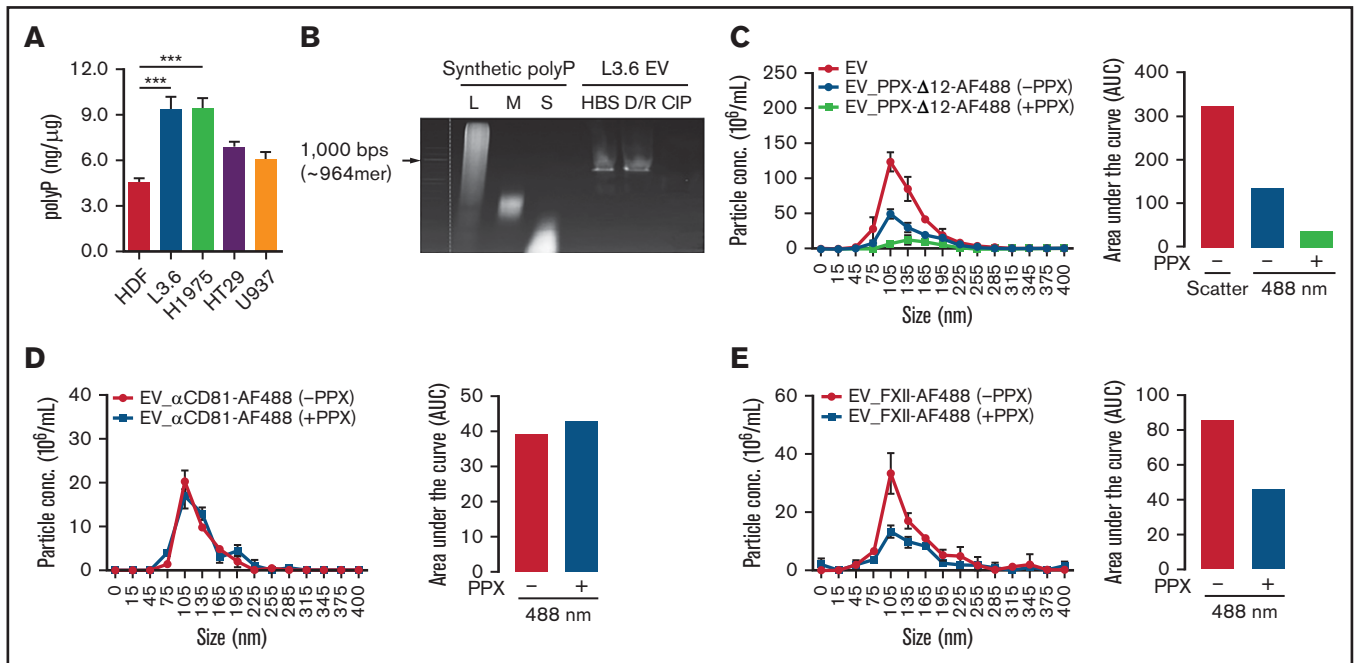 A
polyP (ng/μg)
12.0
9.0
6.0
3.0
0.0
***
***
HDF
L3.6
H1975
HT29
U937
B
Synthetic polyP
L3.6 EV
L M S
HBS D/R CIP
1,000 bps
(~964mer)
C
EV
EV_PPX-Δ12-AF488 (−PPX)
EV_PPX-Δ12-AF488 (+PPX)
Particle conc. (10⁶/mL)
250
200
150
100
50
0
0 15 45 75 105 135 165 195 225 255 285 315 345 375 400
Size (nm)
Area under the curve (AUC)
400
300
200
100
0
PPX − − +
Scatter 488 nm
D
EV_αCD81-AF488 (−PPX)
EV_αCD81-AF488 (+PPX)
Particle conc. (10⁶/mL)
40
30
20
10
0
0 15 45 75 105 135 165 195 225 255 285 315 345 375 400
Size (nm)
Area under the curve (AUC)
50
40
30
20
10
0
PPX − +
488 nm
E
EV_FXII-AF488 (−PPX)
EV_FXII-AF488 (+PPX)
Particle conc. (10⁶/mL)
60
40
20
0
0 15 45 75 105 135 165 195 225 255 285 315 345 375 400
Size (nm)
Area under the curve (AUC)
100
80
60
40
20
0
PPX − +
488 nm